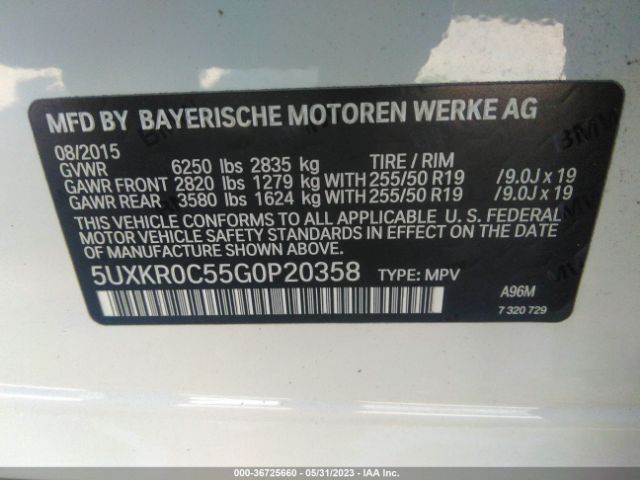 MFD BY BAYERISCHE MOTOREN WERKE AG
08/2015 TIRE / RIM
GVWR 6250 lbs 2835 kg
GAWR FRONT 2820 lbs 1279 kg WITH 255/50 R19 /9.0J x 19
GAWR REAR 3580 lbs 1624 kg WITH 255/50 R19 /9.0J x 19
THIS VEHICLE CONFORMS TO ALL APPLICABLE U. S. FEDERAL
MOTOR VEHICLE SAFETY STANDARDS IN EFFECT ON THE DATE
OF MANUFACTURE SHOWN ABOVE.
5UXKR0C55G0P20358 TYPE: MPV
A96M
7 320 729
000-36725660 - 05/31/2023 - IAA Inc.